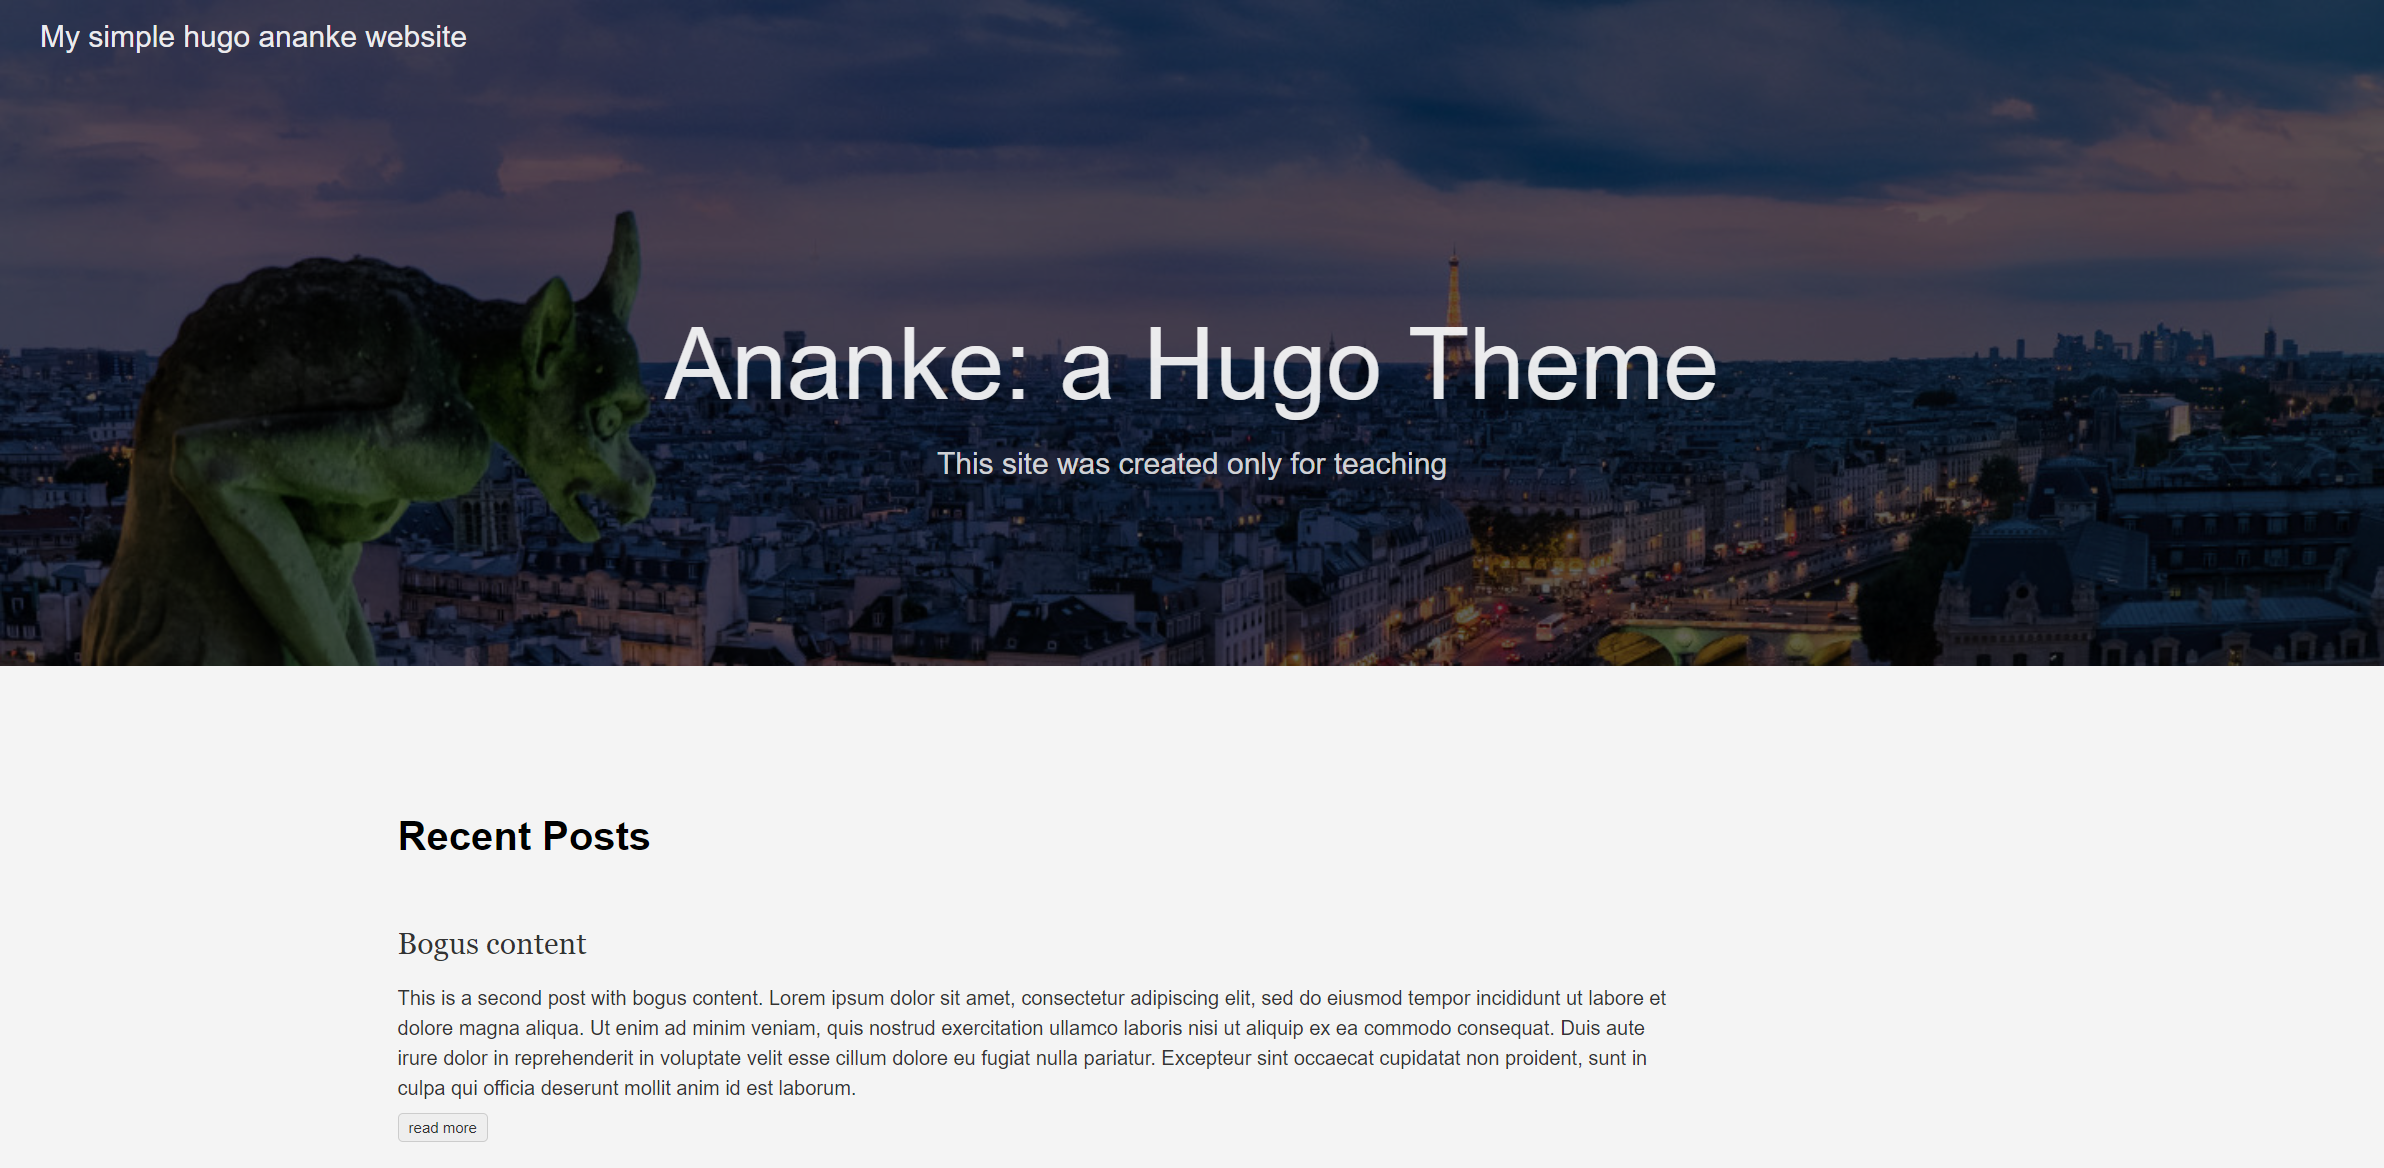 My simple hugo ananke website
Ananke: a Hugo Theme
This site was created only for teaching
Recent Posts
Bogus content
This is a second post with bogus content. Lorem ipsum dolor sit amet, consectetur adipiscing elit, sed do eiusmod tempor incididunt ut labore et
dolore magna aliqua. Ut enim ad minim veniam, quis nostrud exercitation ullamco laboris nisi ut aliquip ex ea commodo consequat. Duis aute
irure dolor in reprehenderit in voluptate velit esse cillum dolore eu fugiat nulla pariatur. Excepteur sint occaecat cupidatat non proident, sunt in
culpa qui officia deserunt mollit anim id est laborum.
read more